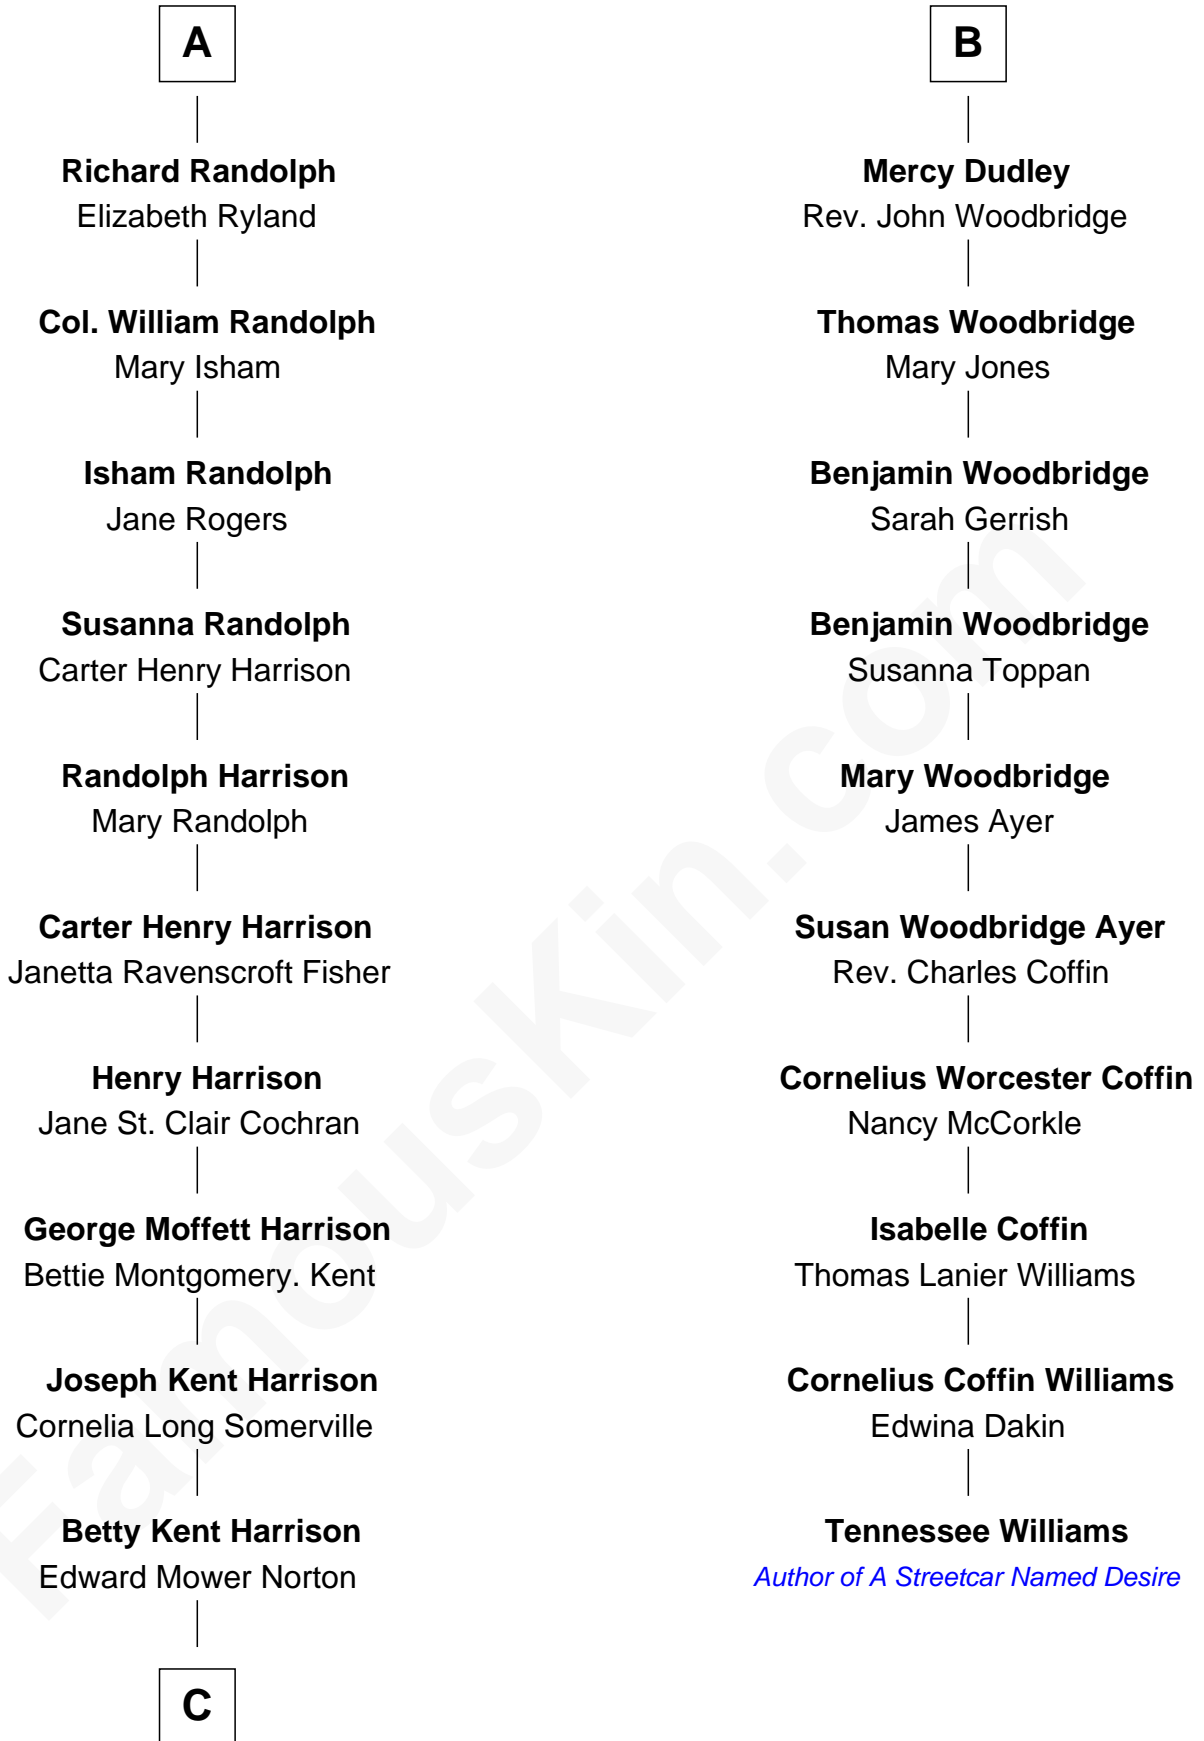 A
Richard Randolph
Elizabeth Ryland
Col. William Randolph
Mary Isham
Isham Randolph
Jane Rogers
Susanna Randolph
Carter Henry Harrison
Randolph Harrison
Mary Randolph
Carter Henry Harrison
Janetta Ravenscroft Fisher
Henry Harrison
Jane St. Clair Cochran
George Moffett Harrison
Bettie Montgomery. Kent
Joseph Kent Harrison
Cornelia Long Somerville
Betty Kent Harrison
Edward Mower Norton
C
B
Mercy Dudley
Rev. John Woodbridge
Thomas Woodbridge
Mary Jones
Benjamin Woodbridge
Sarah Gerrish
Benjamin Woodbridge
Susanna Toppan
Mary Woodbridge
James Ayer
Susan Woodbridge Ayer
Rev. Charles Coffin
Cornelius Worcester Coffin
Nancy McCorkle
Isabelle Coffin
Thomas Lanier Williams
Cornelius Coffin Williams
Edwina Dakin
Tennessee Williams
Author of A Streetcar Named Desire
FamousKin.com